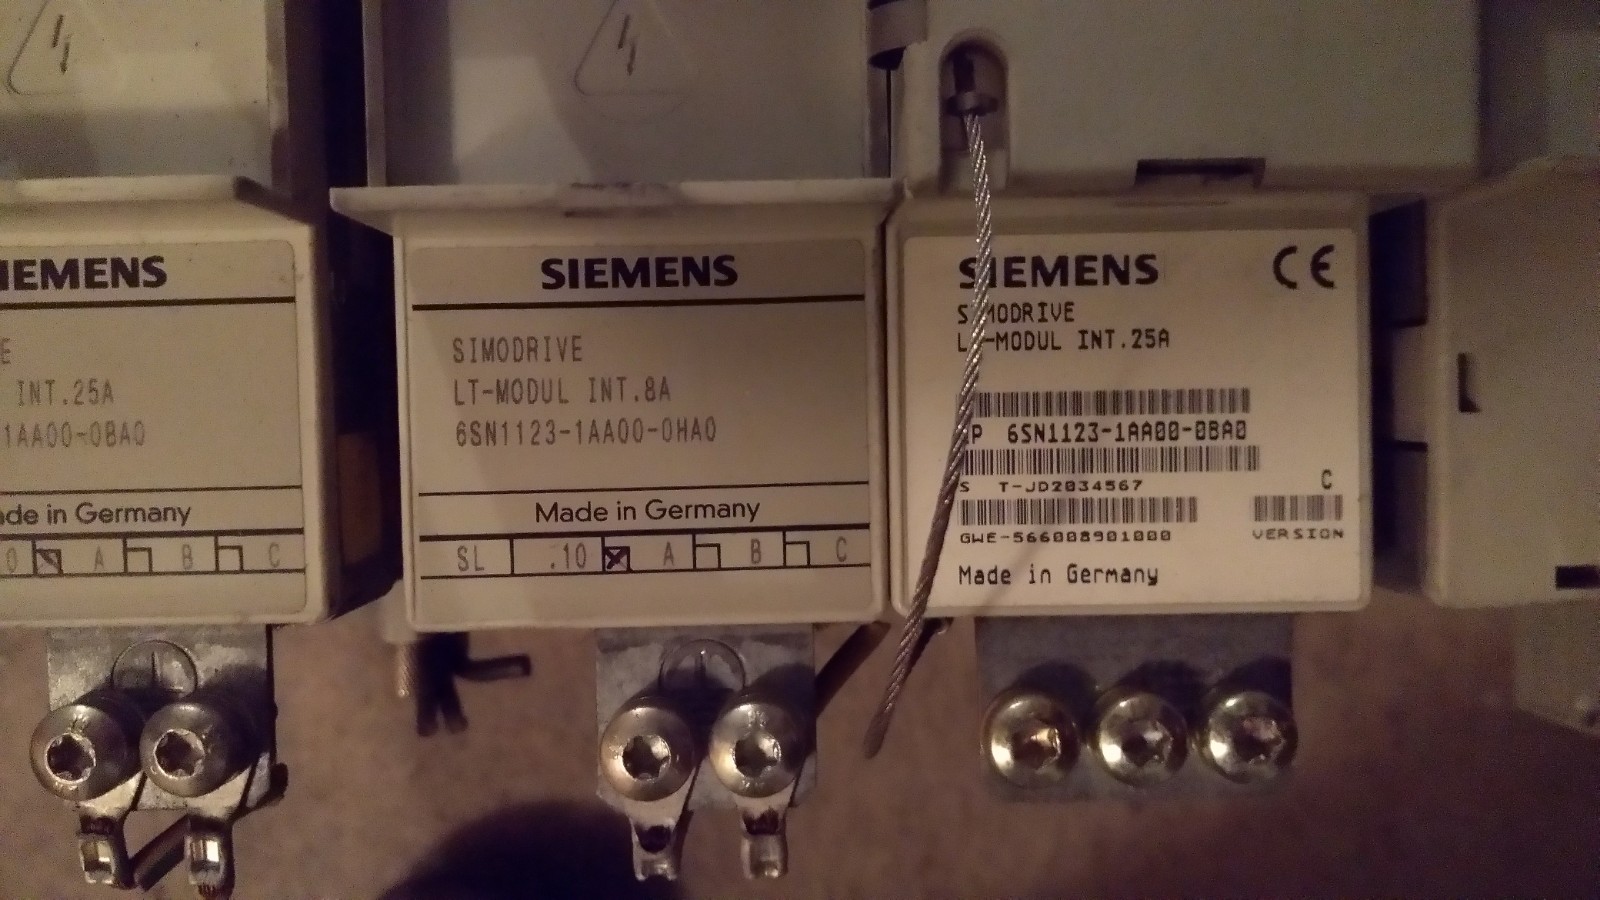 IEMENS
E
INT.25A
1AA00-0BA0
de in Germany
0 A B C
SIEMENS
SIMODRIVE
LT-MODUL INT.8A
6SN1123-1AA00-0HA0
Made in Germany
SL .10 A B C
SIEMENS CE
SIMODRIVE
LT-MODUL INT.25A
P 6SN1123-1AA00-0BA0
S T-JD2034567
C
GWE-566008901000
VERSION
Made in Germany